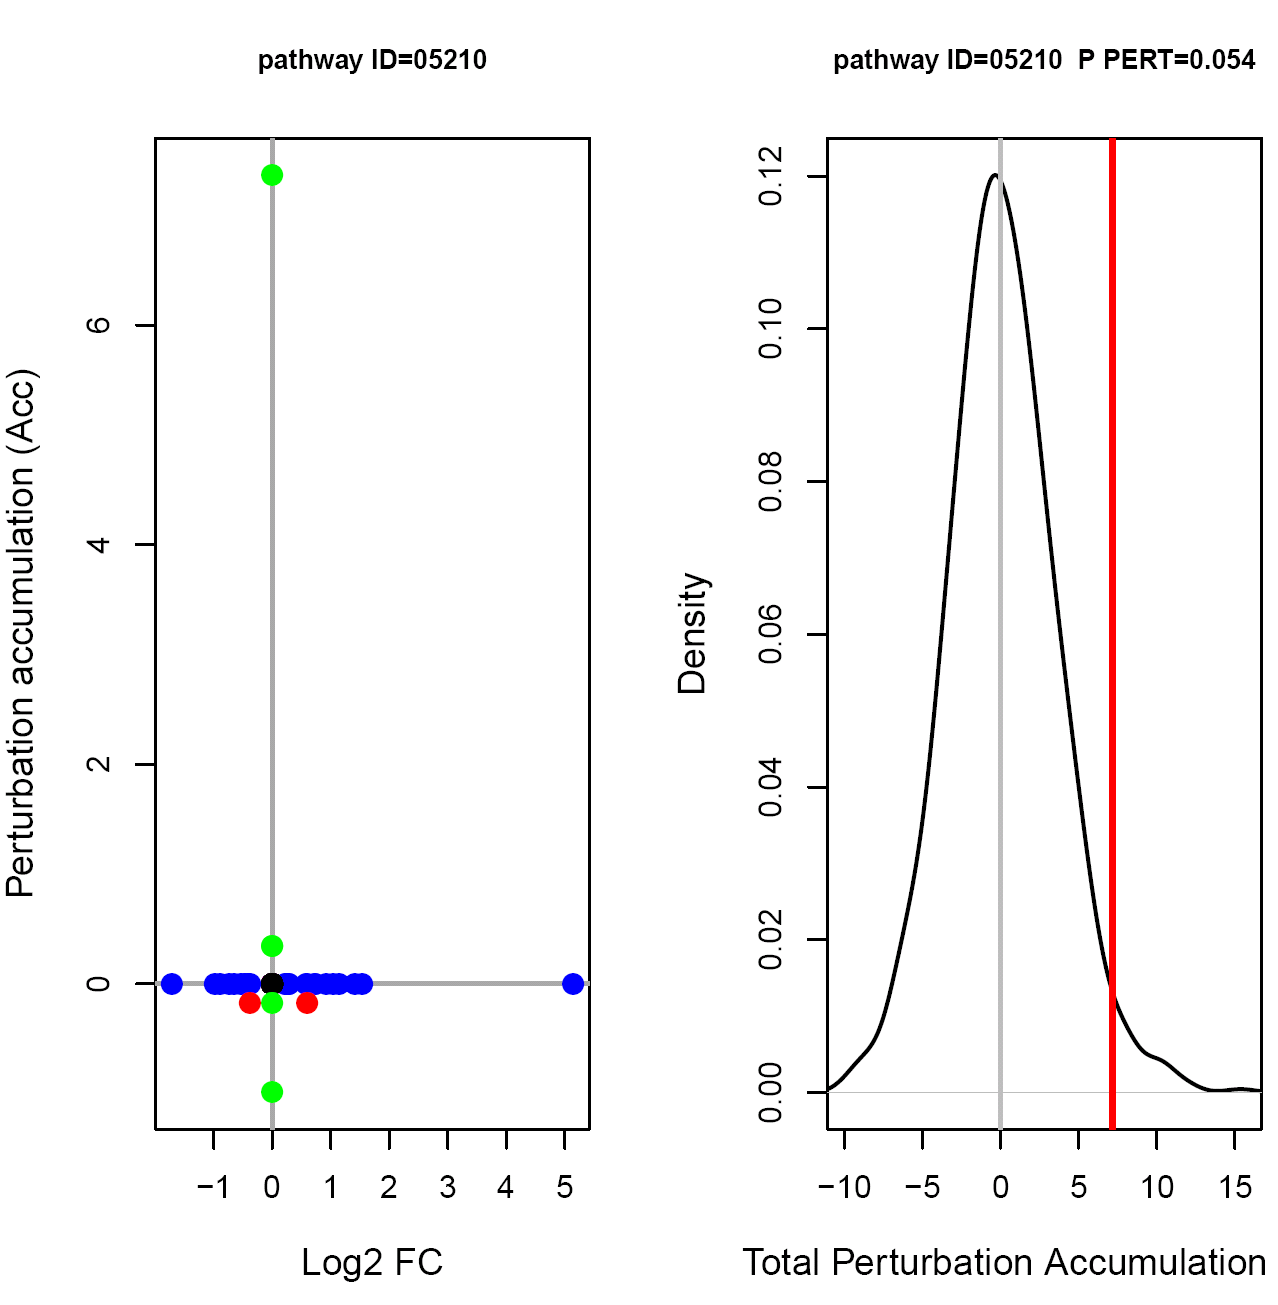 pathway ID=05210
Perturbation accumulation (Acc)
6
4
2
0
−1 0 1 2 3 4 5
Log2 FC
pathway ID=05210 P PERT=0.054
Density
0.12
0.10
0.08
0.06
0.04
0.02
0.00
−10 −5 0 5 10 15
Total Perturbation Accumulation